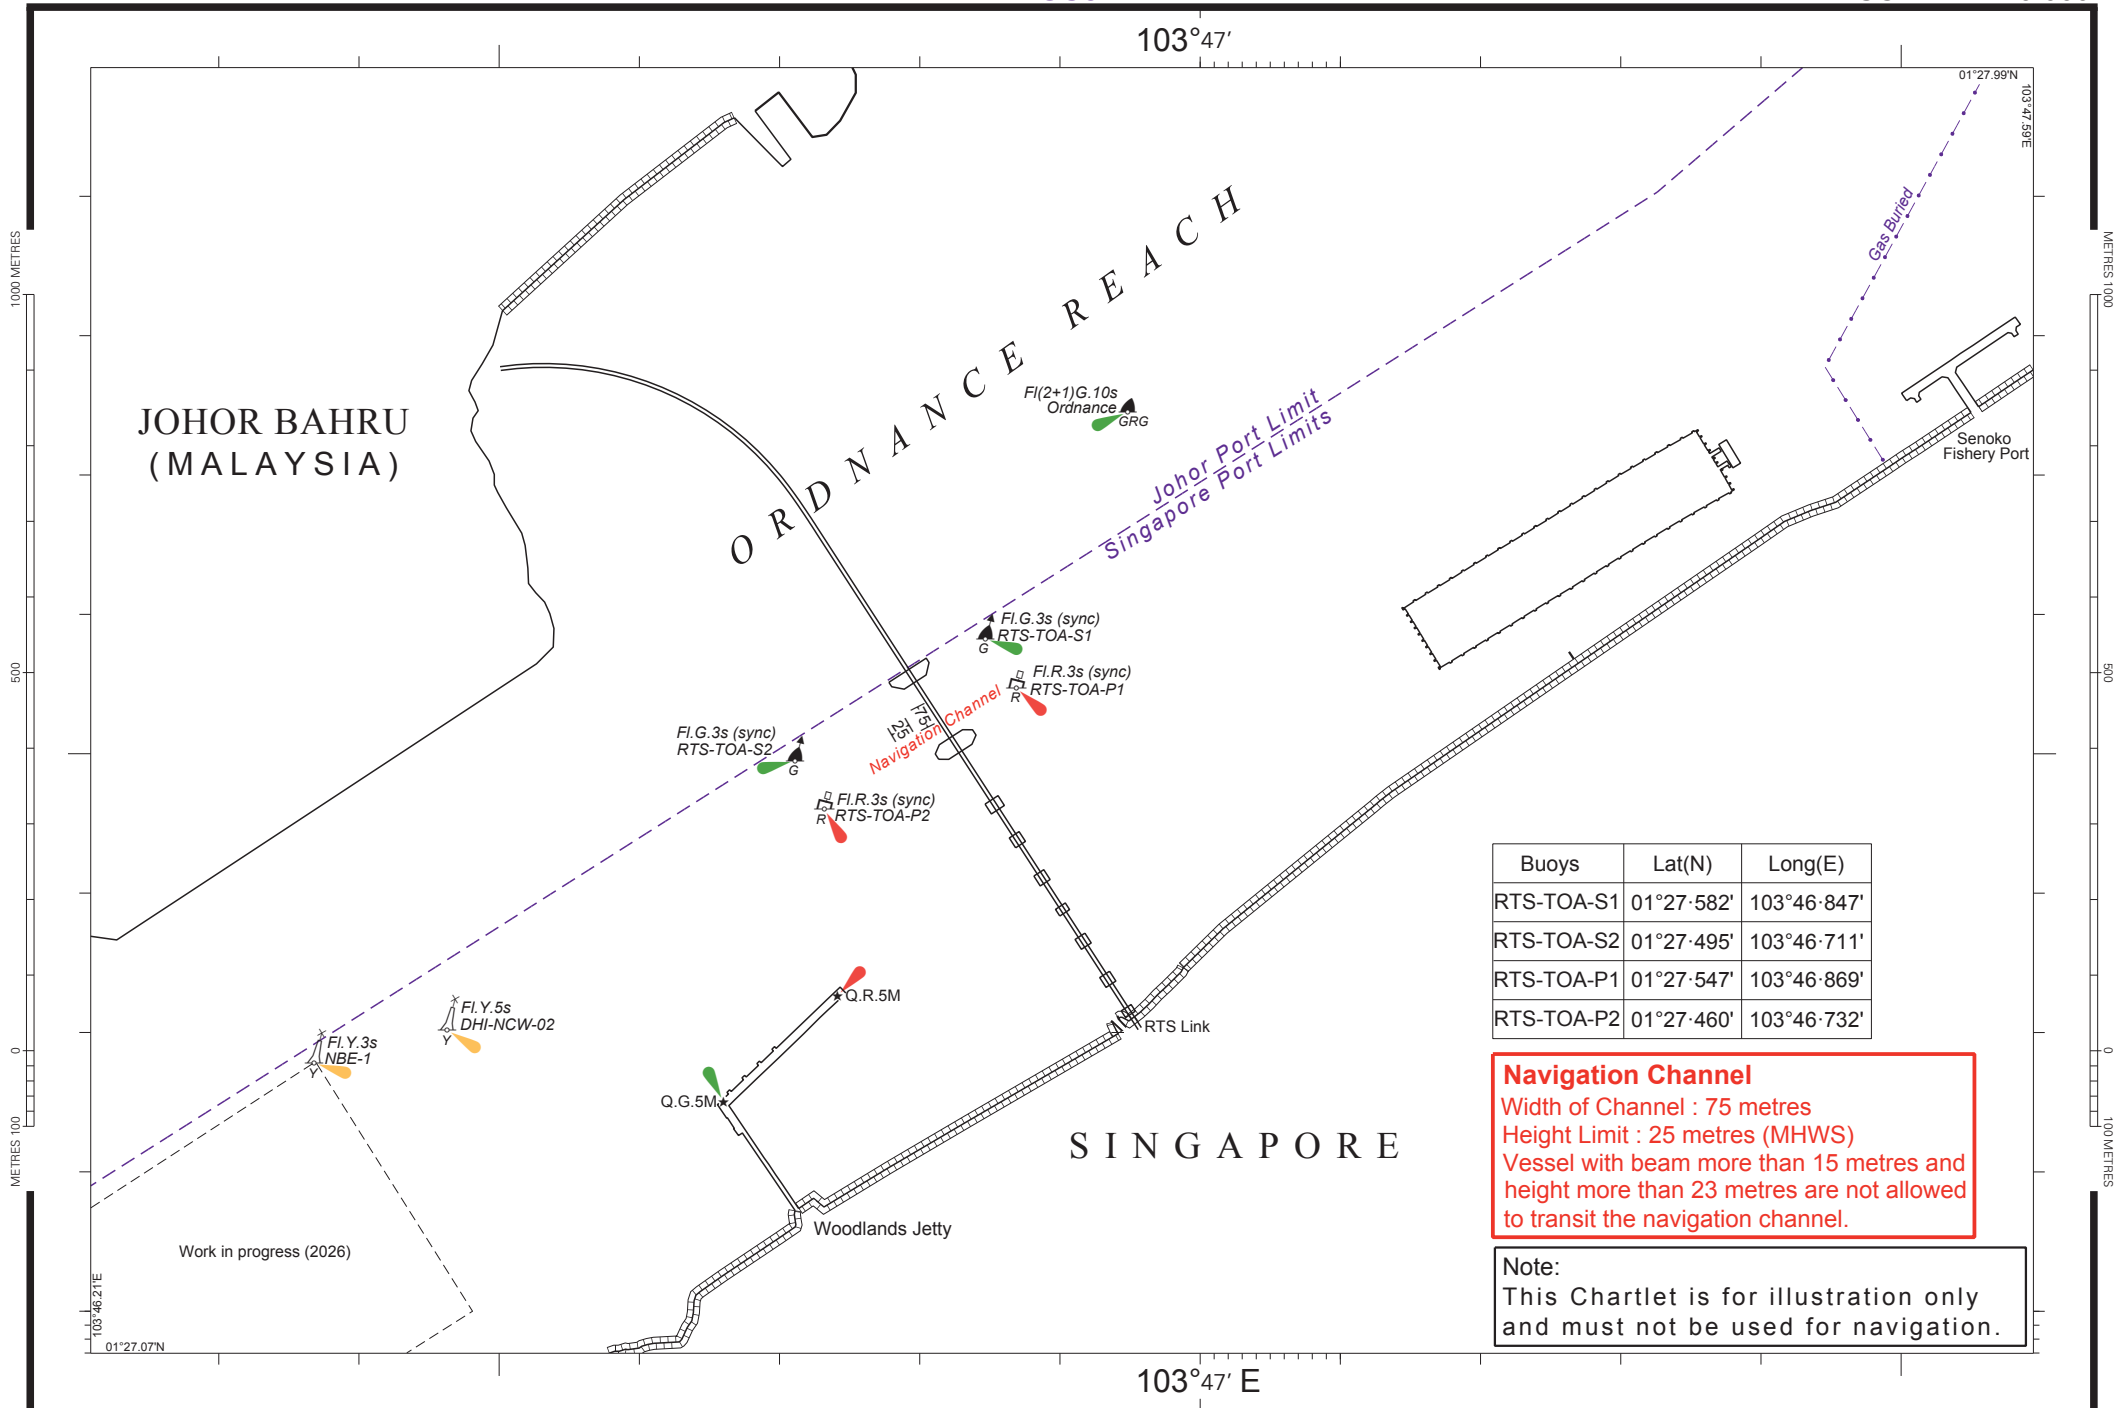 103°47′
01°27.99'N
103°47.59'E
1000 METRES
METRES 1000
Gas Buried
ORDNANCE REACH
JOHOR BAHRU
(MALAYSIA)
Fl(2+1)G.10s
Ordnance
GRG
Johor Port Limit
Singapore Port Limits
Senoko
Fishery Port
Fl.G.3s (sync)
RTS-TOA-S1
G
Fl.R.3s (sync)
RTS-TOA-P1
R
500
500
75
25
Navigation Channel
Fl.G.3s (sync)
RTS-TOA-S2
G
Fl.R.3s (sync)
RTS-TOA-P2
R
Buoys Lat(N) Long(E)
RTS-TOA-S1 01°27·582' 103°46·847'
RTS-TOA-S2 01°27·495' 103°46·711'
RTS-TOA-P1 01°27·547' 103°46·869'
RTS-TOA-P2 01°27·460' 103°46·732'
Q.R.5M
Fl.Y.5s
DHI-NCW-02
Y
Fl.Y.3s
NBE-1
Y
RTS Link
0
0
Q.G.5M
METRES 100
100 METRES
SINGAPORE
Navigation Channel
Width of Channel : 75 metres
Height Limit : 25 metres (MHWS)
Vessel with beam more than 15 metres and
height more than 23 metres are not allowed
to transit the navigation channel.
Woodlands Jetty
Work in progress (2026)
Note:
This Chartlet is for illustration only
and must not be used for navigation.
103°46.21'E
01°27.07'N
103°47′ E